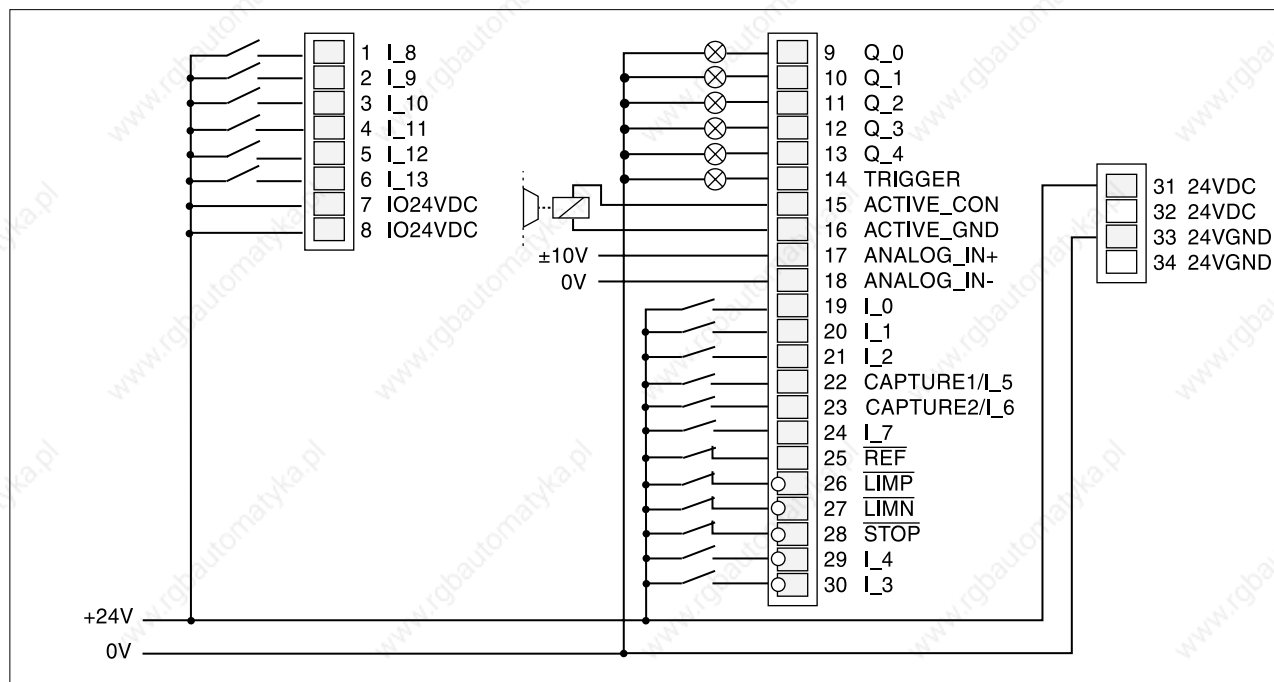 1 I_8
2 I_9
3 I_10
4 I_11
5 I_12
6 I_13
7 IO24VDC
8 IO24VDC
9 Q_0
10 Q_1
11 Q_2
12 Q_3
13 Q_4
14 TRIGGER
15 ACTIVE_CON
16 ACTIVE_GND
±10V
17 ANALOG_IN+
0V
18 ANALOG_IN-
19 I_0
20 I_1
21 I_2
22 CAPTURE1/I_5
23 CAPTURE2/I_6
24 I_7
25 REF
26 LIMP
27 LIMN
28 STOP
29 I_4
30 I_3
31 24VDC
32 24VDC
33 24VGND
34 24VGND
+24V
0V
www.rgbautomatyka.pl